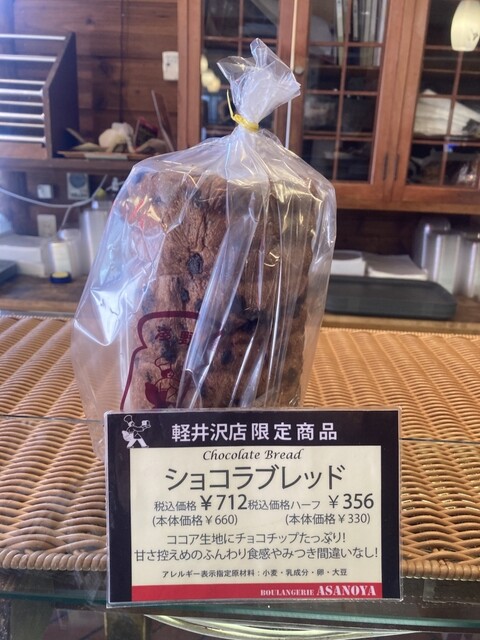 軽井沢店限定商品
Chocolate Bread
ショコラブレッド
税込価格 ¥712 税込価格ハーフ ¥356
(本体価格¥660) (本体価格¥330)
ココア生地にチョコチップたっぷり!
甘さ控えめのふんわり食感やみつき間違いなし!
アレルギー表示指定原材料:小麦・乳成分・卵・大豆
BOULANGERIE ASANOYA